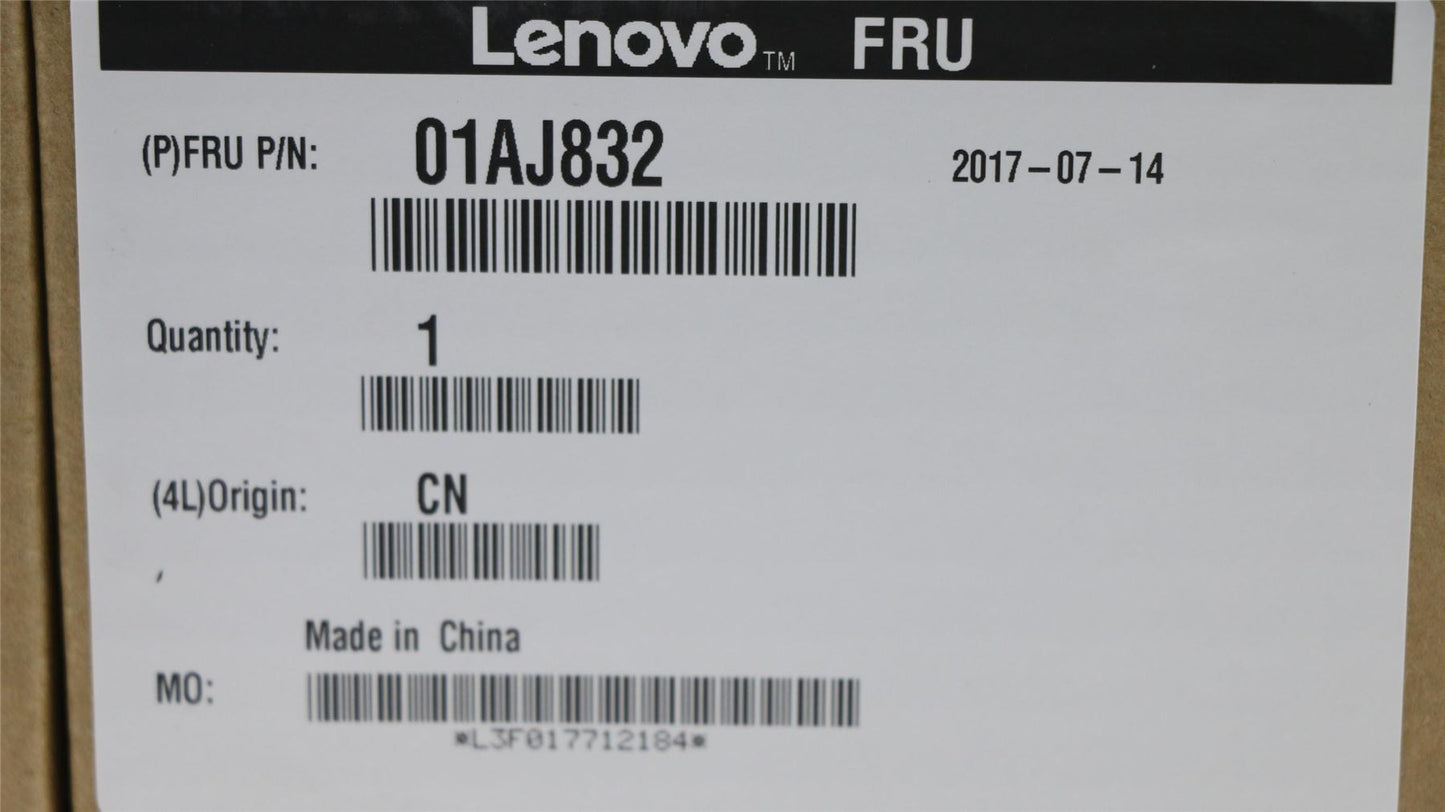 Lenovo™ FRU
(P)FRU P/N: 01AJ832 2017-07-14
Quantity: 1
(4L)Origin: CN
,
Made in China
MO:
*L3F017712184*